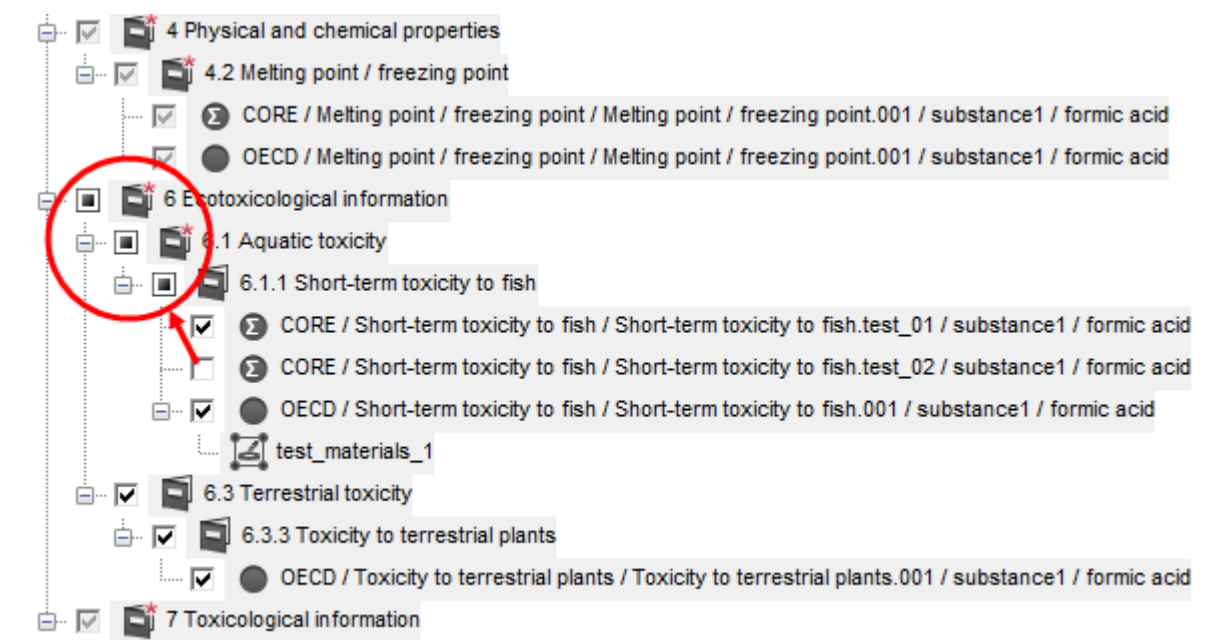 4 Physical and chemical properties
4.2 Melting point / freezing point
CORE / Melting point / freezing point / Melting point / freezing point.001 / substance1 / formic acid
OECD / Melting point / freezing point / Melting point / freezing point.001 / substance1 / formic acid
6 Ecotoxicological information
6.1 Aquatic toxicity
6.1.1 Short-term toxicity to fish
CORE / Short-term toxicity to fish / Short-term toxicity to fish.test_01 / substance1 / formic acid
CORE / Short-term toxicity to fish / Short-term toxicity to fish.test_02 / substance1 / formic acid
OECD / Short-term toxicity to fish / Short-term toxicity to fish.001 / substance1 / formic acid
test_materials_1
6.3 Terrestrial toxicity
6.3.3 Toxicity to terrestrial plants
OECD / Toxicity to terrestrial plants / Toxicity to terrestrial plants.001 / substance1 / formic acid
7 Toxicological information